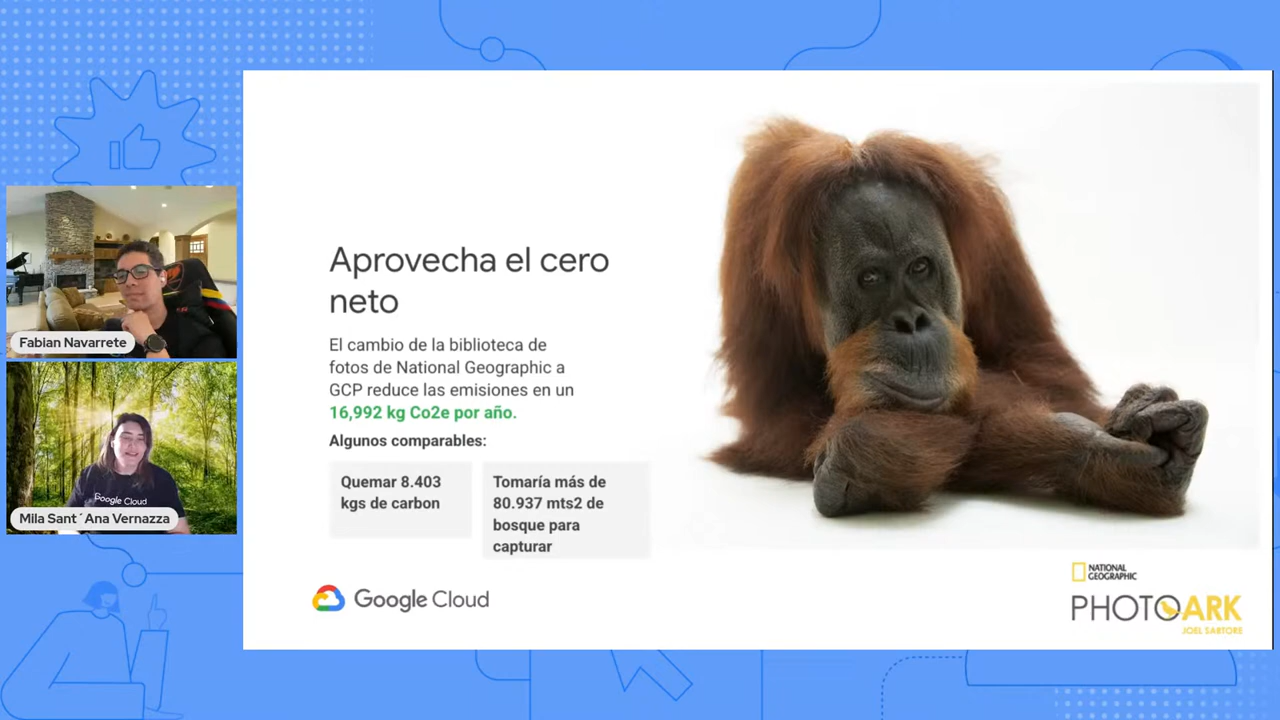 Aprovecha el cero
neto
El cambio de la biblioteca de
fotos de National Geographic a
GCP reduce las emisiones en un
16,992 kg Co2e por año.
Algunos comparables:
Quemar 8.403
kgs de carbon
Tomaría más de
80.937 mts2 de
bosque para
capturar
Google Cloud
NATIONAL
GEOGRAPHIC
PHOTOARK
JOEL SARTORE
Fabian Navarrete
Google Cloud
Mila Sant´Ana Vernazza